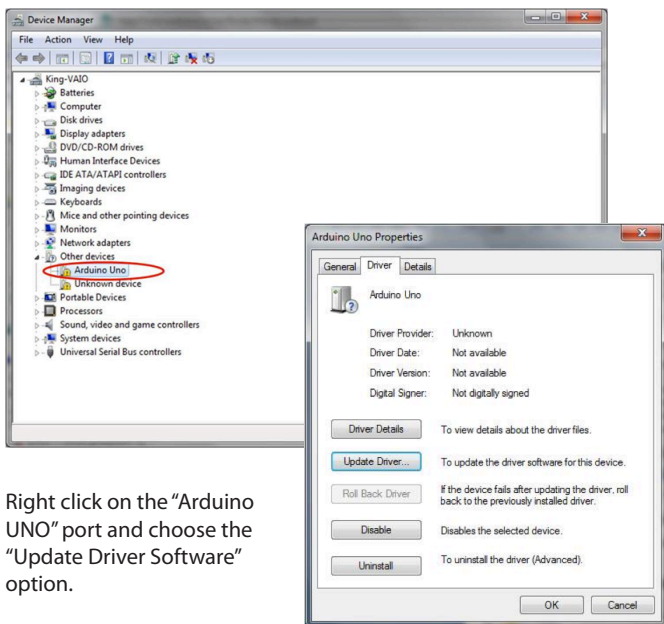 Device Manager
File Action View Help
King-VAIO
Batteries
Computer
Disk drives
Display adapters
DVD/CD-ROM drives
Human Interface Devices
IDE ATA/ATAPI controllers
Imaging devices
Keyboards
Mice and other pointing devices
Monitors
Network adapters
Other devices
Arduino Uno
Unknown device
Portable Devices
Processors
Sound, video and game controllers
System devices
Universal Serial Bus controllers
Arduino Uno Properties
General Driver Details
Arduino Uno
Driver Provider: Unknown
Driver Date: Not available
Driver Version: Not available
Digital Signer: Not digitally signed
Driver Details To view details about the driver files.
Update Driver... To update the driver software for this device.
Roll Back Driver If the device fails after updating the driver, roll
back to the previously installed driver.
Disable Disables the selected device.
Uninstall To uninstall the driver (Advanced).
OK Cancel
Right click on the “Arduino
UNO” port and choose the
“Update Driver Software”
option.